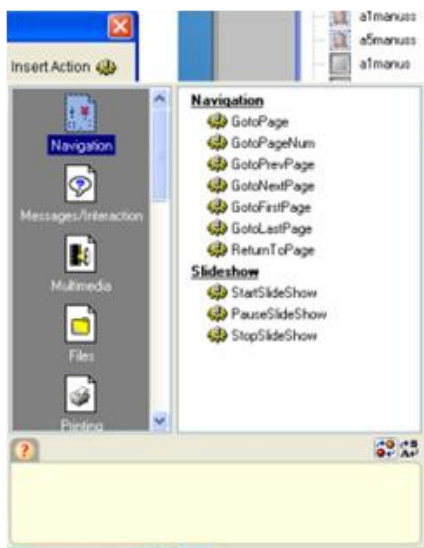 a1manuss
a5manuss
a1manus
Insert Action
Navigation
Messages/Interaction
Multimedia
Files
Printing
Navigation
GotoPage
GotoPageNum
GotoPrevPage
GotoNextPage
GotoFirstPage
GotoLastPage
ReturnToPage
Slideshow
StartSlideShow
PauseSlideShow
StopSlideShow